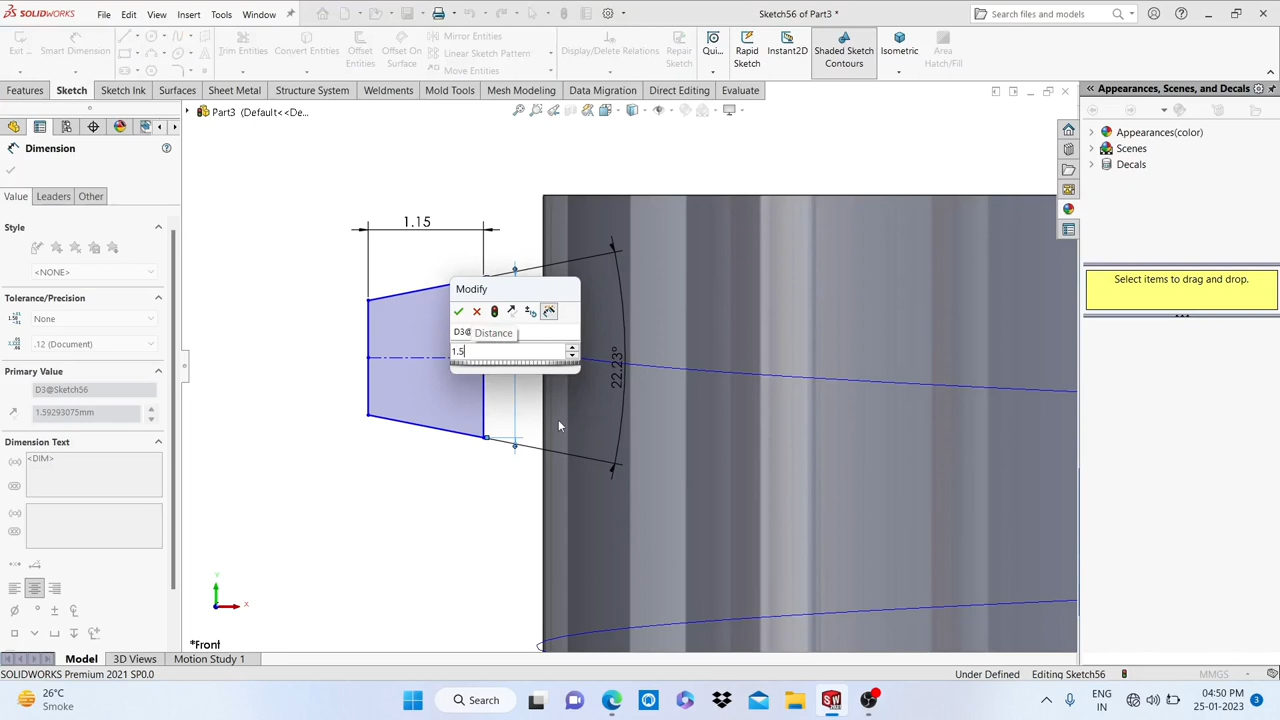 SOLIDWORKS File Edit View Insert Tools Window Sketch56 of Part3 * Search files and models
Exit ... Smart Dimension Trim Entities Convert Entities Offset Entities Offset On Surface Mirror Entities Linear Sketch Pattern Move Entities Display/Delete Relations Repair Sketch Qui... Rapid Sketch Instant2D Shaded Sketch Contours Isometric Area Hatch/Fill
Features Sketch Sketch Ink Surfaces Sheet Metal Structure System Weldments Mold Tools Mesh Modeling Data Migration Direct Editing Evaluate
Appearances, Scenes, and Decals
Part3 (Default<<De...
Appearances(color)
Scenes
Decals
Dimension
Value Leaders Other
Style
<NONE>
Tolerance/Precision
None
.12 (Document)
Primary Value
D3@Sketch56
1.59293075mm
Dimension Text
<DIM>
1.15
Modify
D3@
Distance
1.5
22.23°
Select items to drag and drop.
Y
X
*Front
Model 3D Views Motion Study 1
SOLIDWORKS Premium 2021 SP0.0 Under Defined Editing Sketch56 MMGS
26°C
Smoke
Search
ENG
IN
04:50 PM
25-01-2023